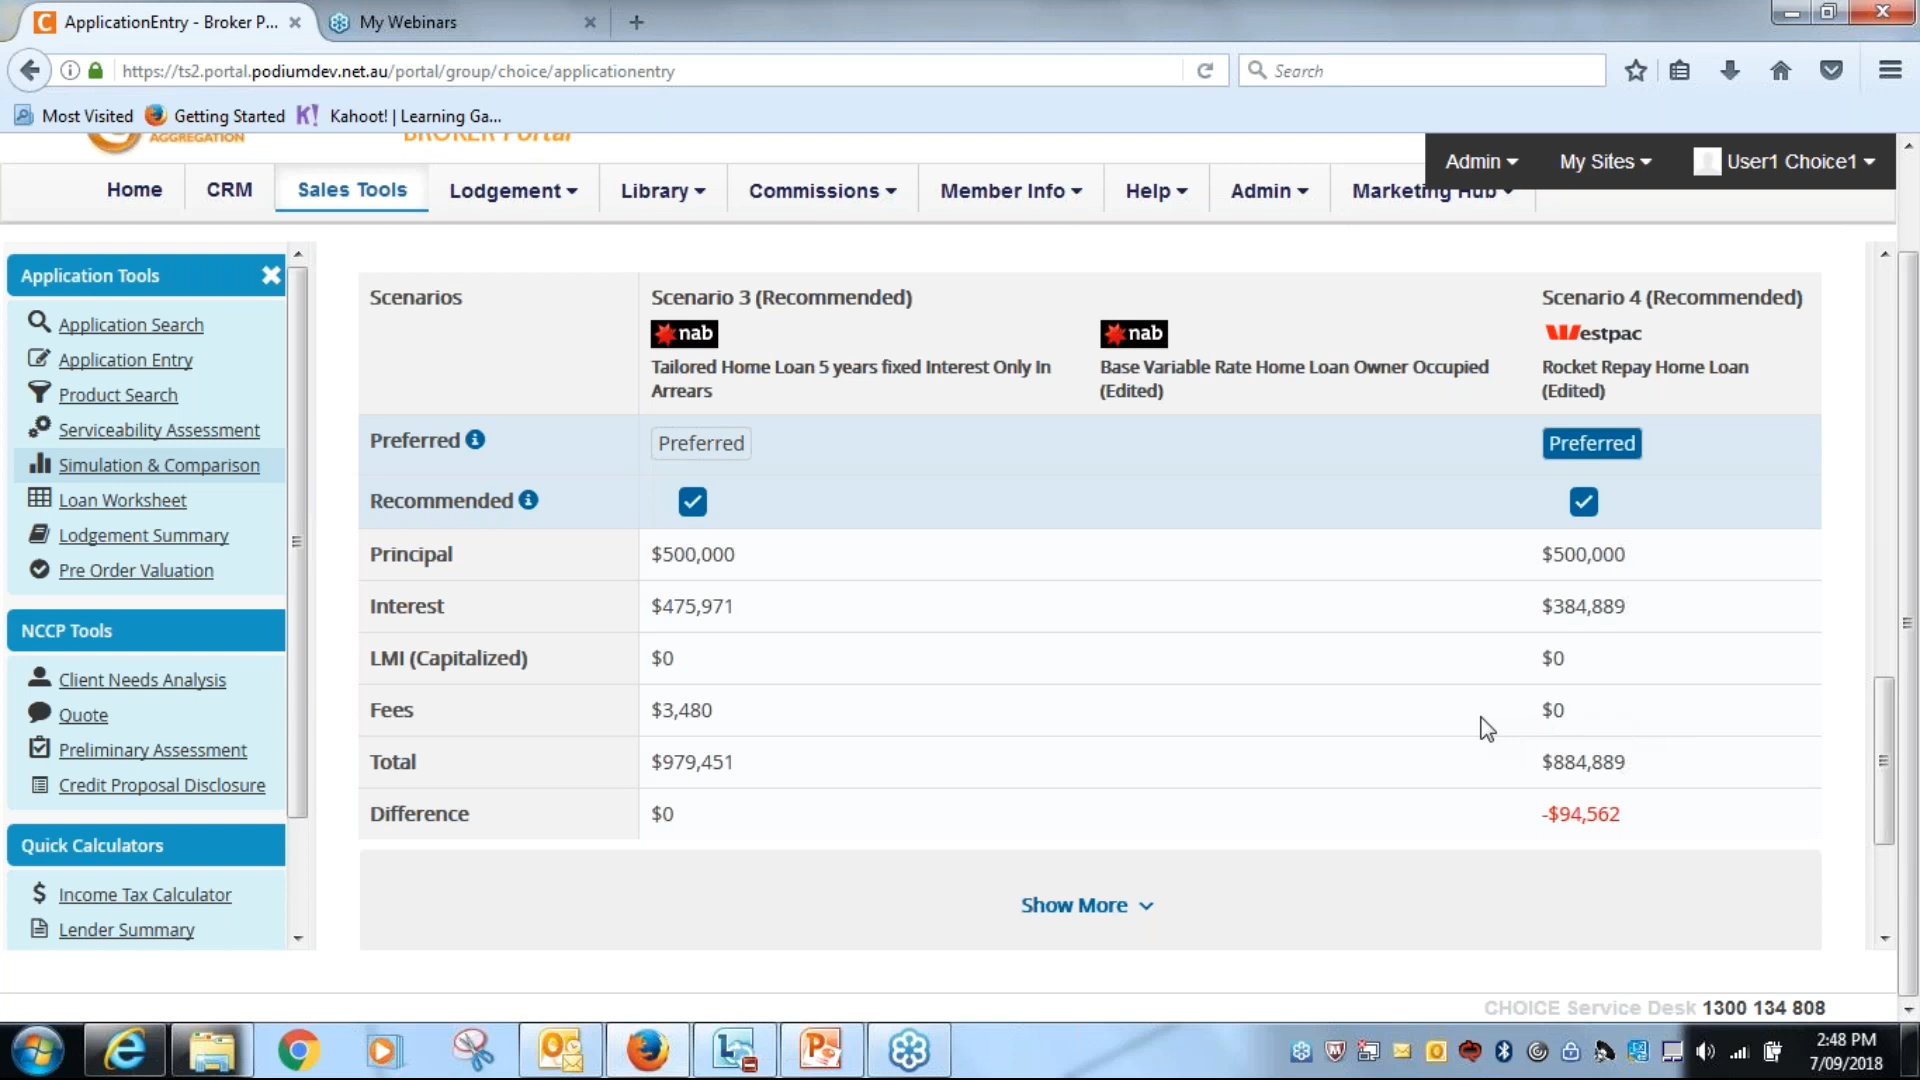 ApplicationEntry - Broker P...
My Webinars
https://ts2.portal.podiumdev.net.au/portal/group/choice/applicationentry
Search
Most Visited
Getting Started
Kahoot! | Learning Ga...
AGGREGATION
BROKER Portal
Admin
My Sites
User1 Choice1
Home
CRM
Sales Tools
Lodgement
Library
Commissions
Member Info
Help
Admin
Marketing Hub
Application Tools
Application Search
Application Entry
Product Search
Serviceability Assessment
Simulation & Comparison
Loan Worksheet
Lodgement Summary
Pre Order Valuation
NCCP Tools
Client Needs Analysis
Quote
Preliminary Assessment
Credit Proposal Disclosure
Quick Calculators
Income Tax Calculator
Lender Summary
Scenarios
Scenario 3 (Recommended)
Scenario 4 (Recommended)
nab
nab
Westpac
Tailored Home Loan 5 years fixed Interest Only In
Arrears
Base Variable Rate Home Loan Owner Occupied
(Edited)
Rocket Repay Home Loan
(Edited)
Preferred
Preferred
Preferred
Recommended
Principal
$500,000
$500,000
Interest
$475,971
$384,889
LMI (Capitalized)
$0
$0
Fees
$3,480
$0
Total
$979,451
$884,889
Difference
$0
-$94,562
Show More
CHOICE Service Desk 1300 134 808
2:48 PM
7/09/2018